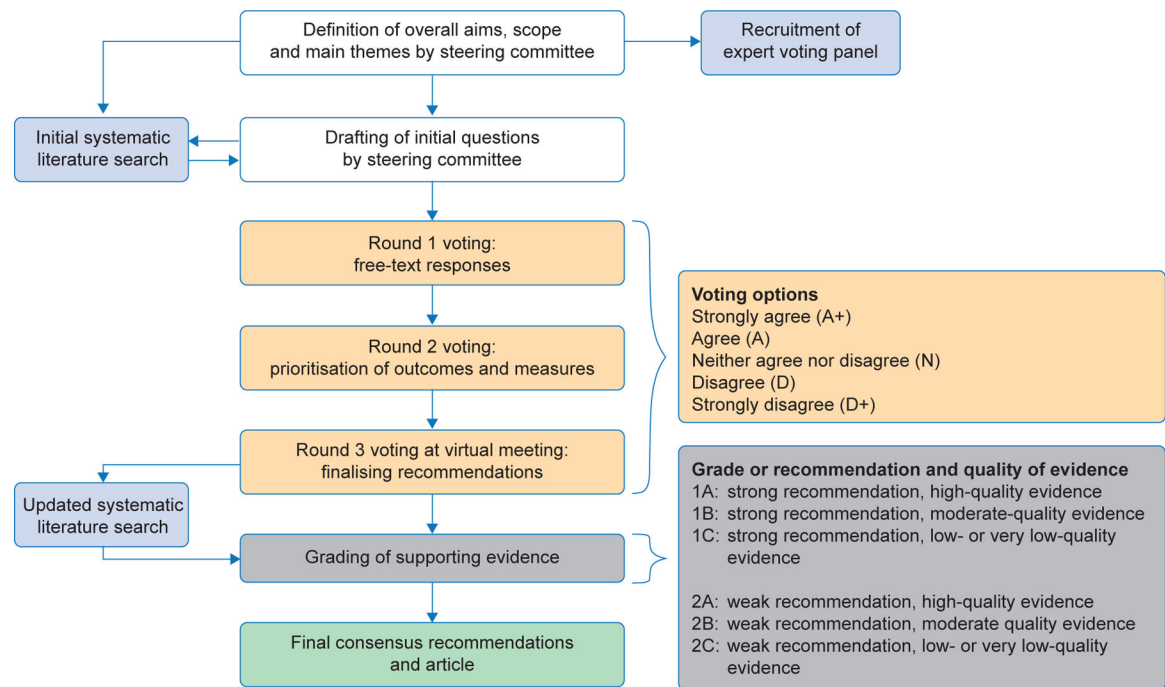 Definition of overall aims, scope
and main themes by steering committee
Recruitment of
expert voting panel
Initial systematic
literature search
Drafting of initial questions
by steering committee
Round 1 voting:
free-text responses
Round 2 voting:
prioritisation of outcomes and measures
Round 3 voting at virtual meeting:
finalising recommendations
Voting options
Strongly agree (A+)
Agree (A)
Neither agree nor disagree (N)
Disagree (D)
Strongly disagree (D+)
Updated systematic
literature search
Grading of supporting evidence
Grade or recommendation and quality of evidence
1A: strong recommendation, high-quality evidence
1B: strong recommendation, moderate-quality evidence
1C: strong recommendation, low- or very low-quality
evidence
2A: weak recommendation, high-quality evidence
2B: weak recommendation, moderate quality evidence
2C: weak recommendation, low- or very low-quality
evidence
Final consensus recommendations
and article